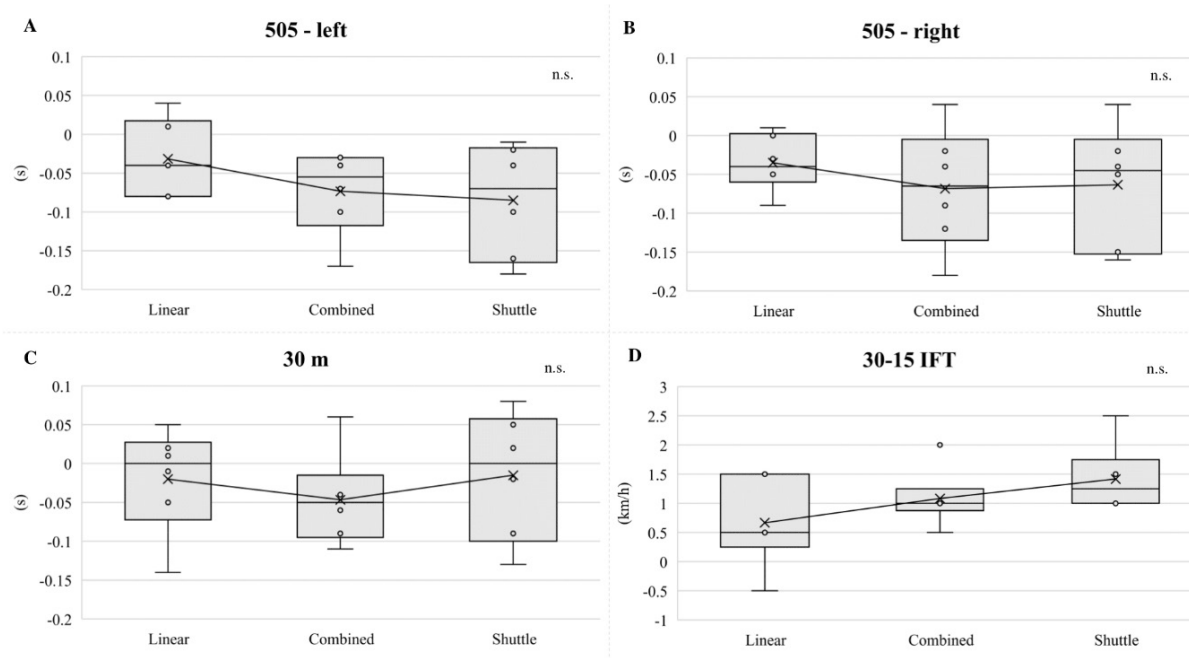 A
505 - left
n.s.
0.1
0.05
0
-0.05
-0.1
-0.15
-0.2
(s)
Linear
Combined
Shuttle
B
505 - right
n.s.
0.1
0.05
0
-0.05
-0.1
-0.15
-0.2
(s)
Linear
Combined
Shuttle
C
30 m
n.s.
0.1
0.05
0
-0.05
-0.1
-0.15
-0.2
(s)
Linear
Combined
Shuttle
D
30-15 IFT
n.s.
3
2.5
2
1.5
1
0.5
0
-0.5
-1
(km/h)
Linear
Combined
Shuttle